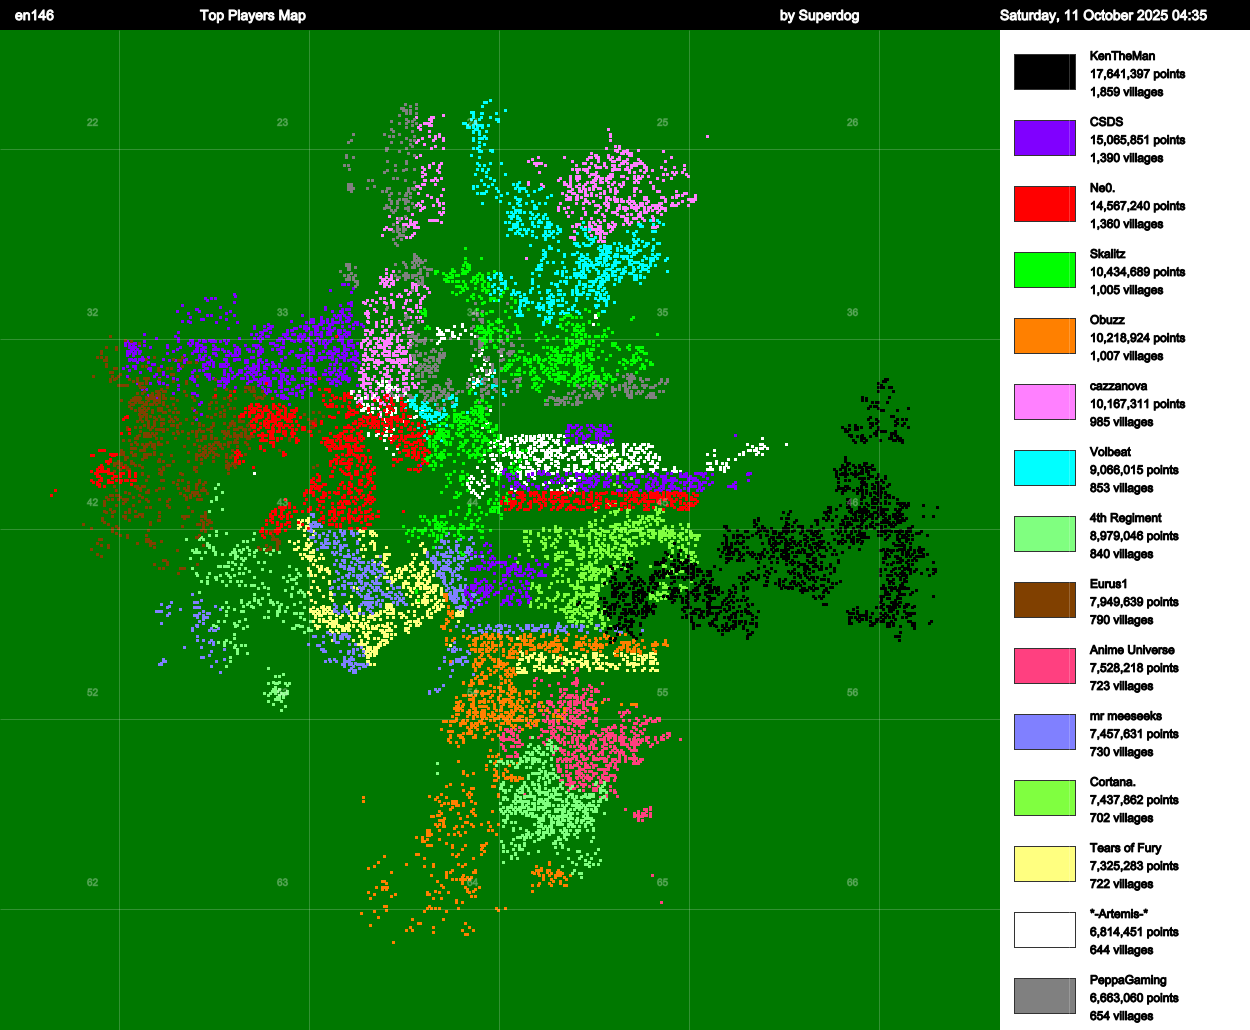 en146 Top Players Map by Superdog Saturday, 11 October 2025 04:35
KenTheMan
17,641,397 points
1,859 villages
CSDS
15,065,851 points
1,390 villages
Ne0.
14,567,240 points
1,360 villages
Skalitz
10,434,689 points
1,005 villages
Obuzz
10,218,924 points
1,007 villages
cazzanova
10,167,311 points
985 villages
Volbeat
9,066,015 points
853 villages
4th Regiment
8,979,046 points
840 villages
Eurus1
7,949,639 points
790 villages
Anime Universe
7,528,218 points
723 villages
mr meeseeks
7,457,631 points
730 villages
Cortana.
7,437,862 points
702 villages
Tears of Fury
7,325,283 points
722 villages
*-Artemis-*
6,814,451 points
644 villages
PeppaGaming
6,663,060 points
654 villages
22 23 25 26
32 33 35 36
42 43 44 45
52 55 56
62 63 64 65 66